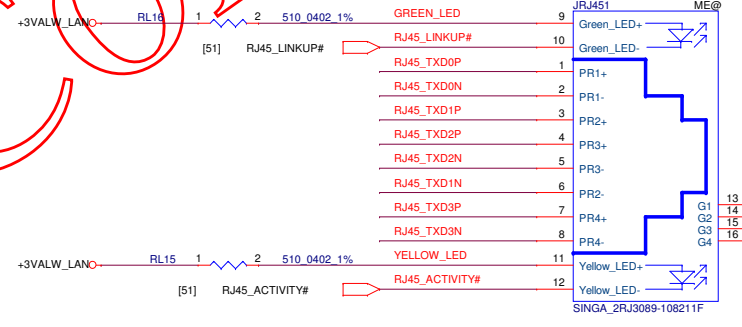 JRJ451 ME@
+3VALW_LAN RL16 1 2 510_0402_1% GREEN_LED 9 Green_LED+
[51] RJ45_LINKUP# RJ45_LINKUP# 10 Green_LED-
RJ45_TXD0P 1 PR1+
RJ45_TXD0N 2 PR1-
RJ45_TXD1P 3 PR2+
RJ45_TXD2P 4 PR3+
RJ45_TXD2N 5 PR3-
RJ45_TXD1N 6 PR2-
RJ45_TXD3P 7 PR4+
RJ45_TXD3N 8 PR4-
G1 13
G2 14
G3 15
G4 16
+3VALW_LAN RL15 1 2 510_0402_1% YELLOW_LED 11 Yellow_LED+
[51] RJ45_ACTIVITY# RJ45_ACTIVITY# 12 Yellow_LED-
SINGA_2RJ3089-108211F